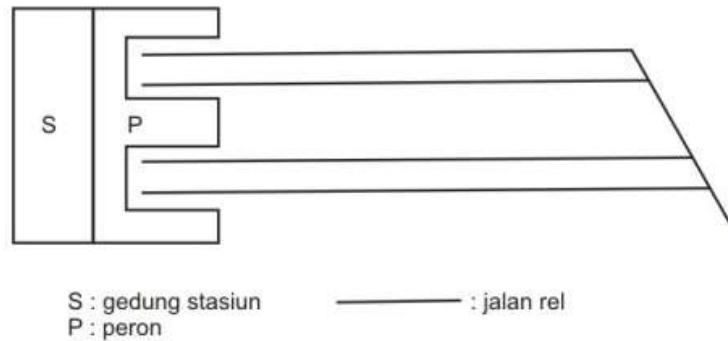 S
P
S : gedung stasiun
: jalan rel
P : peron